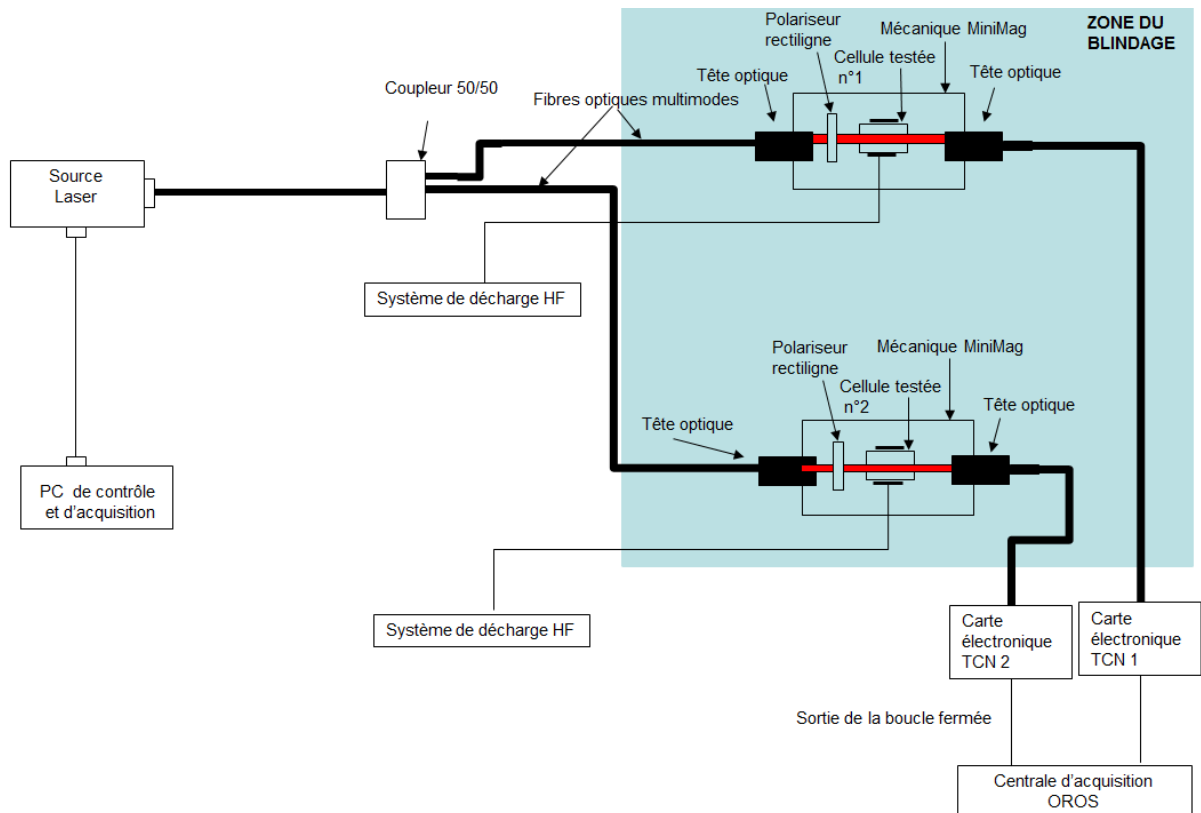 ZONE DU
BLINDAGE
Polariseur
rectiligne
Mécanique MiniMag
Cellule testée
n°1
Tête optique
Tête optique
Coupleur 50/50
Fibres optiques multimodes
Source
Laser
Système de décharge HF
Polariseur
rectiligne
Mécanique MiniMag
Cellule testée
n°2
Tête optique
Tête optique
PC de contrôle
et d'acquisition
Système de décharge HF
Carte
électronique
TCN 2
Carte
électronique
TCN 1
Sortie de la boucle fermée
Centrale d'acquisition
OROS